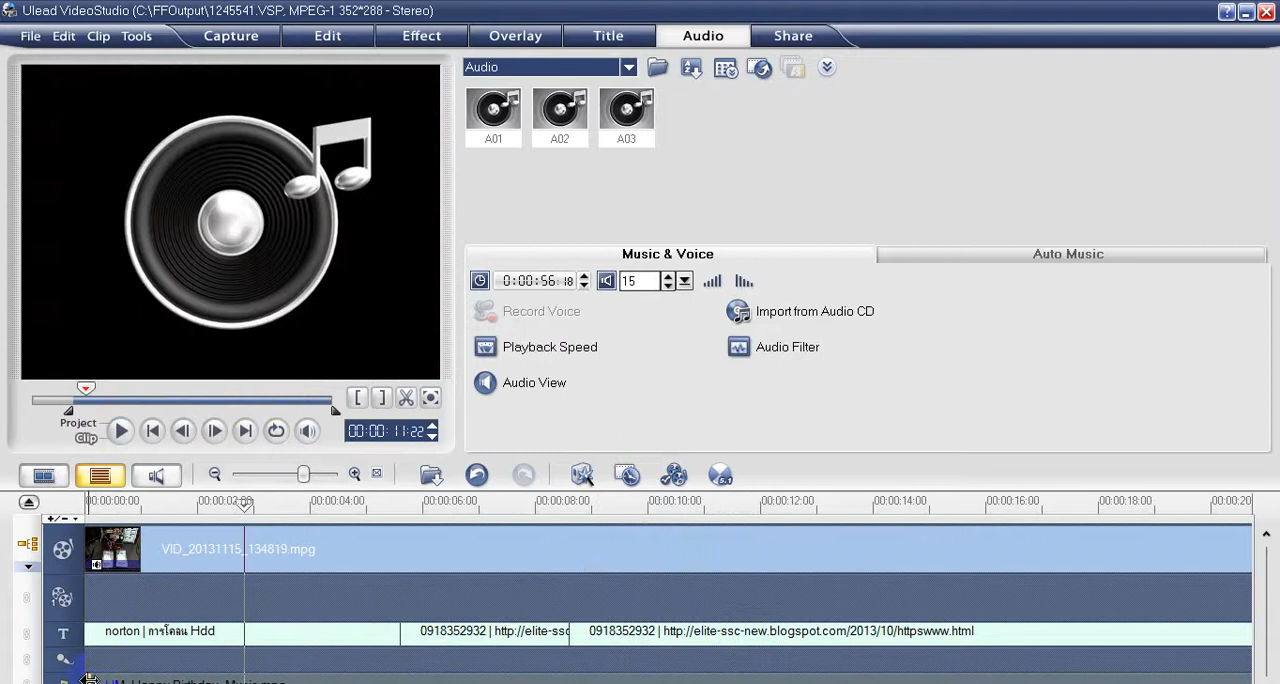 Ulead VideoStudio (C:\FFOutput\1245541.VSP, MPEG-1 352*288 - Stereo)
File Edit Clip Tools Capture Edit Effect Overlay Title Audio Share
Audio
A01 A02 A03
Music & Voice Auto Music
0:00:56.18 15
Record Voice Import from Audio CD
Playback Speed Audio Filter
Audio View
Project
Clip
00:00:11:22
00:00:00:00 00:00:02:00 00:00:04:00 00:00:06:00 00:00:08:00 00:00:10:00 00:00:12:00 00:00:14:00 00:00:16:00 00:00:18:00 00:00:20
VID_20131115_134819.mpg
norton | การโคลน Hdd 0918352932 | http://elite-ssc 0918352932 | http://elite-ssc-new.blogspot.com/2013/10/httpswww.html